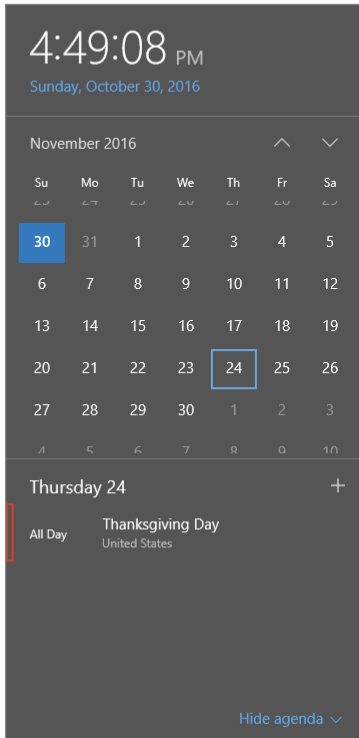 4:49:08 PM
Sunday, October 30, 2016
November 2016
Su Mo Tu We Th Fr Sa
30 31 1 2 3 4 5
6 7 8 9 10 11 12
13 14 15 16 17 18 19
20 21 22 23 24 25 26
27 28 29 30 1 2 3
Thursday 24
All Day Thanksgiving Day
United States
Hide agenda